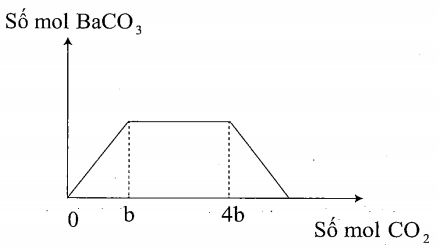 Số mol BaCO₃
0
b
4b
Số mol CO₂